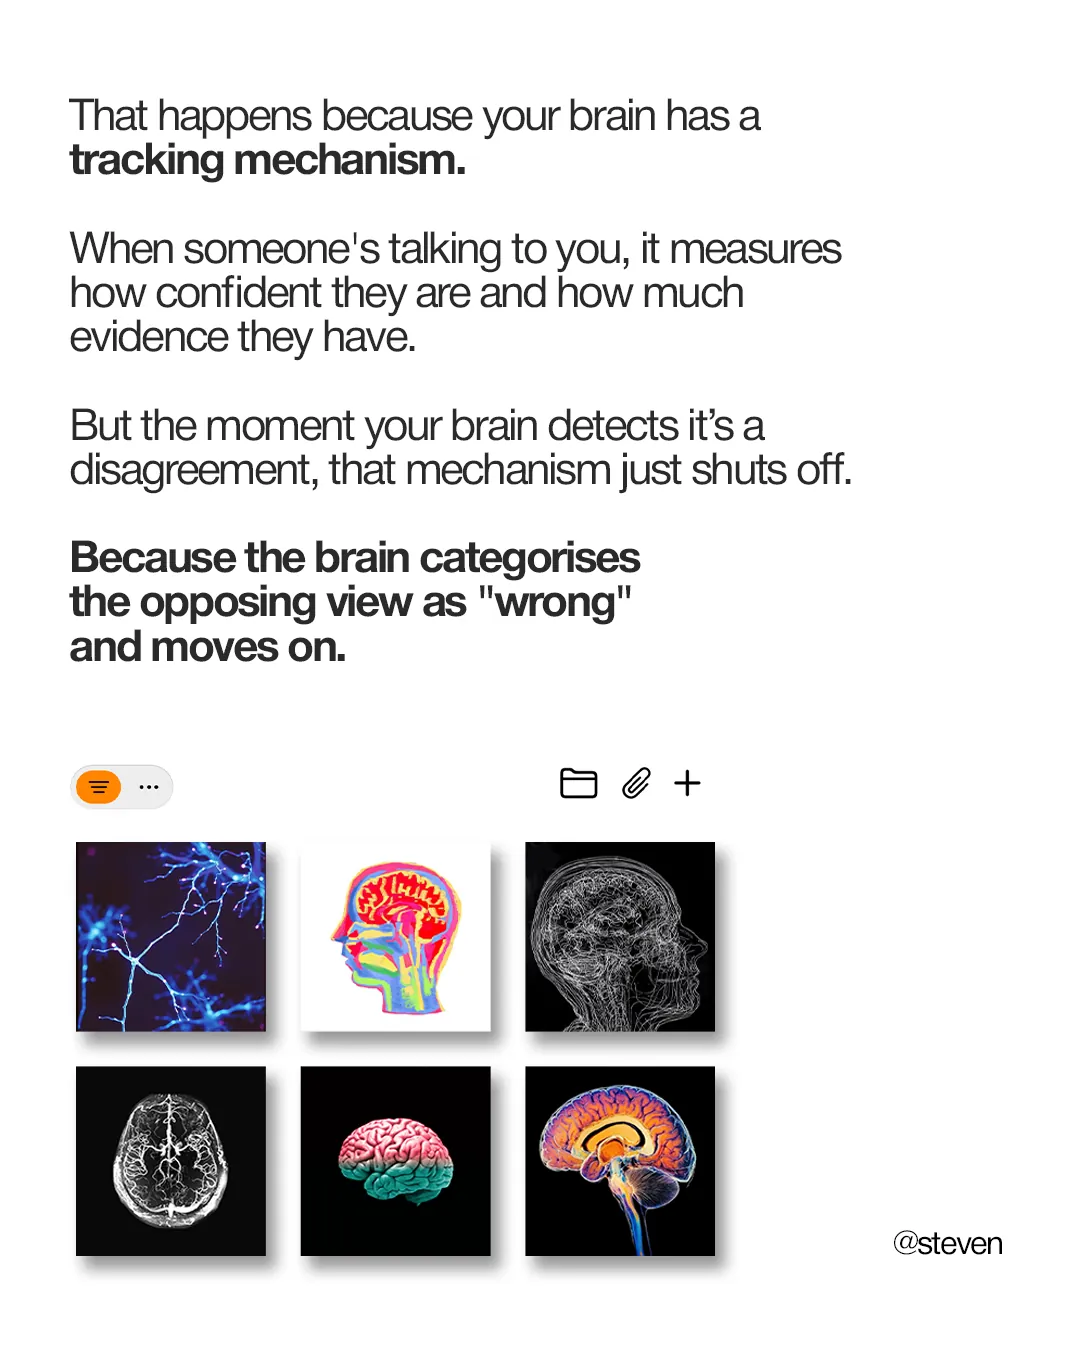 That happens because your brain has a
tracking mechanism.
When someone's talking to you, it measures
how confident they are and how much
evidence they have.
But the moment your brain detects it’s a
disagreement, that mechanism just shuts off.
Because the brain categorises
the opposing view as "wrong"
and moves on.
@steven